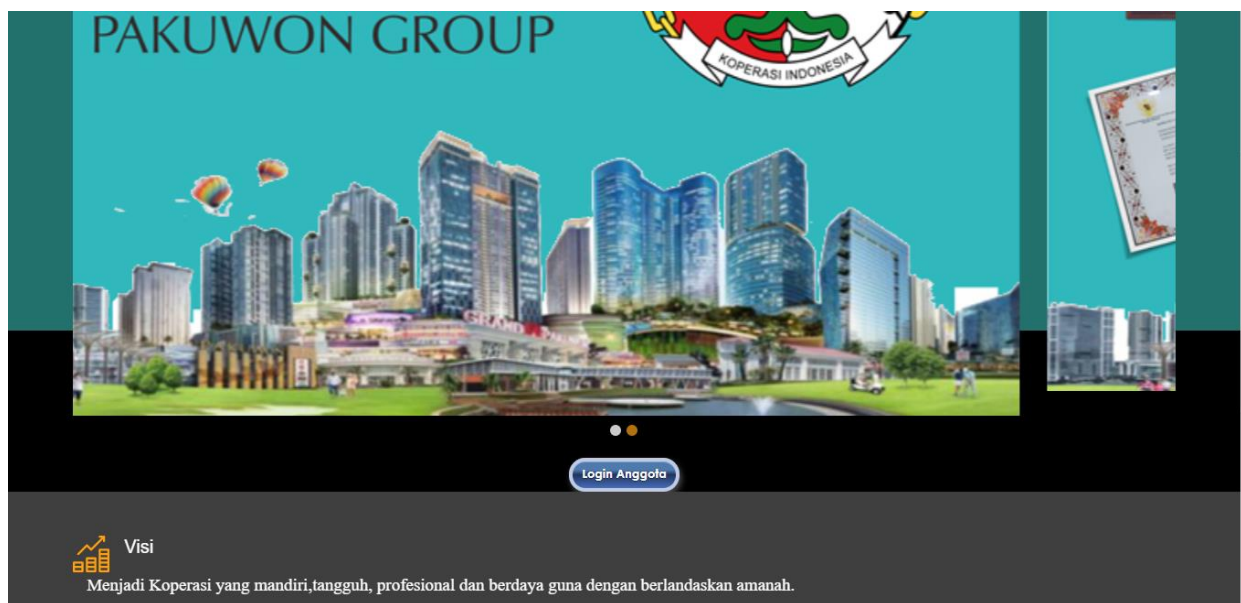 PAKUWON GROUP
KOPERASI INDONESIA
GRAND
Login Anggota
Visi
Menjadi Koperasi yang mandiri,tangguh, profesional dan berdaya guna dengan berlandaskan amanah.